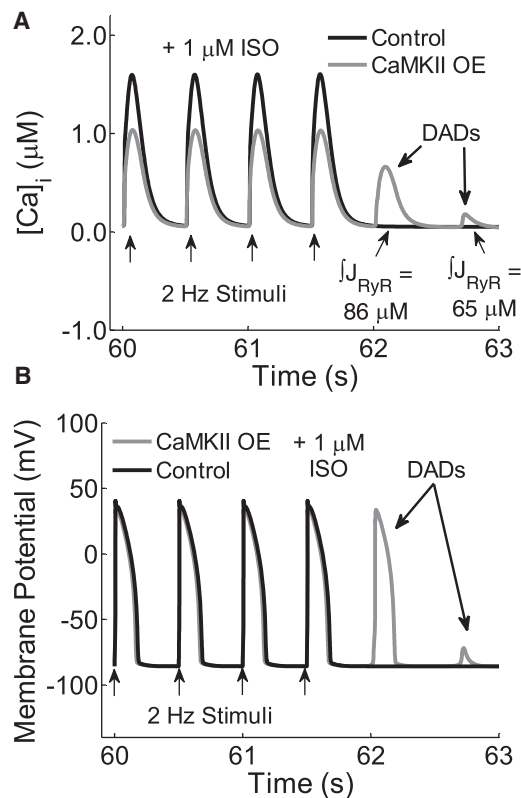 A
+ 1 μM ISO
Control
CaMKII OE
DADs
[Ca]i (μM)
2.0
1.0
0.0
-1.0
∫JRyR =
86 μM
∫JRyR =
65 μM
2 Hz Stimuli
60
61
62
63
Time (s)
B
CaMKII OE
Control
+ 1 μM
ISO
DADs
Membrane Potential (mV)
100
50
0
-50
-100
2 Hz Stimuli
60
61
62
63
Time (s)